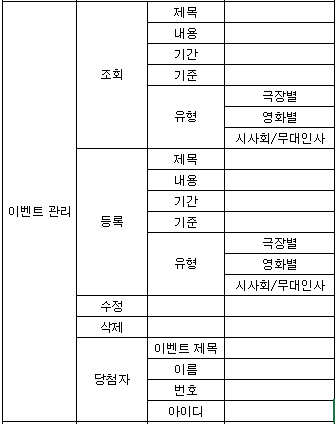 이벤트 관리
조회
제목
내용
기간
기준
유형
극장별
영화별
시사회/무대인사
등록
제목
내용
기간
기준
유형
극장별
영화별
시사회/무대인사
수정
삭제
당첨자
이벤트 제목
이름
번호
아이디